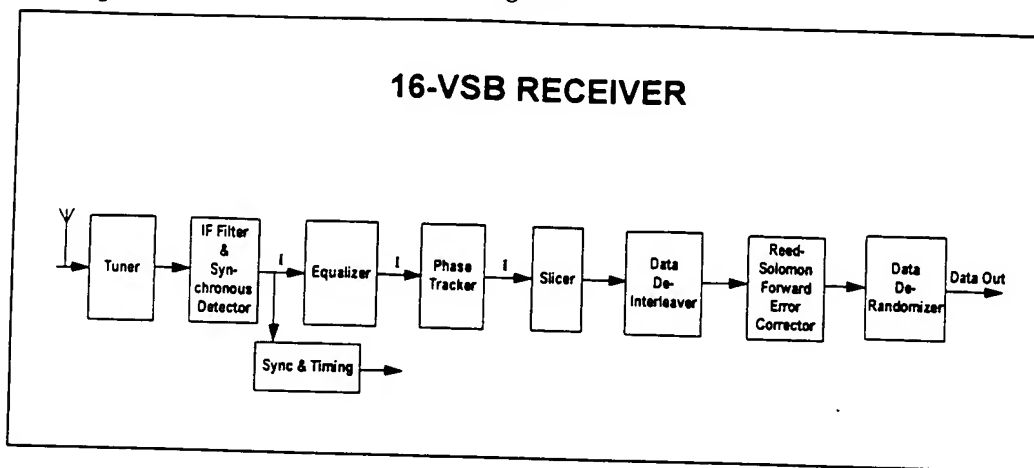 16-VSB RECEIVER
Tuner
IF Filter
&
Syn-
chronous
Detector
I
Equalizer
I
Phase
Tracker
I
Slicer
Data
De-
Interleaver
Reed-
Solomon
Forward
Error
Corrector
Data
De-
Randomizer
Data Out
Sync & Timing